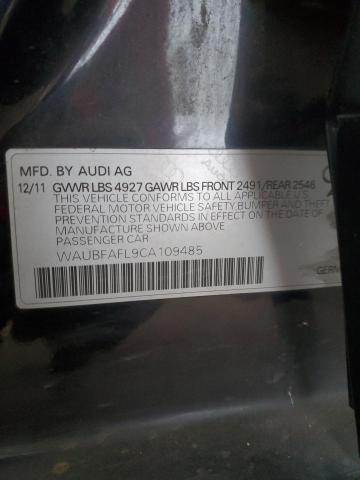 MFD. BY AUDI AG
12/11 GVWR LBS 4927 GAWR LBS FRONT 2491/REAR 2546
THIS VEHICLE CONFORMS TO ALL APPLICABLE U.S.
FEDERAL MOTOR VEHICLE SAFETY,BUMPER AND THEFT
PREVENTION STANDARDS IN EFFECT ON THE DATE OF
MANUFACTURE SHOWN ABOVE
PASSENGER CAR
WAUBFAFL9CA109485
GERM